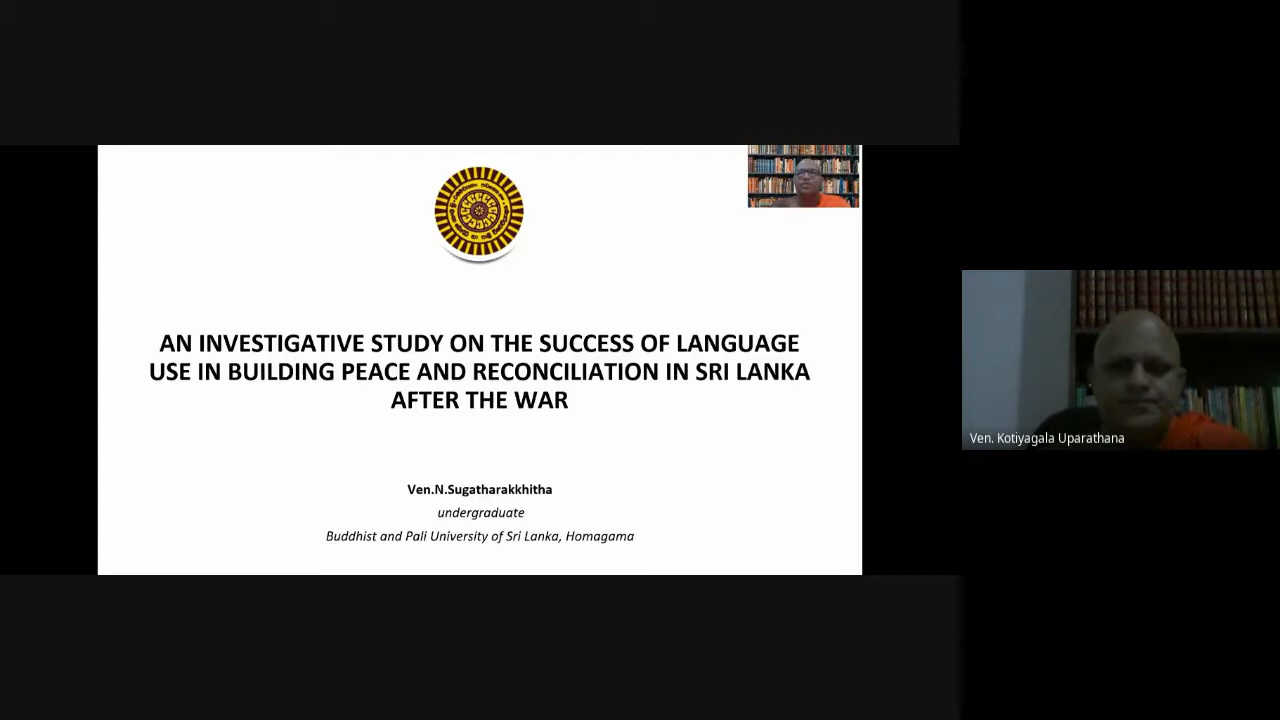 AN INVESTIGATIVE STUDY ON THE SUCCESS OF LANGUAGE
USE IN BUILDING PEACE AND RECONCILIATION IN SRI LANKA
AFTER THE WAR
Ven.N.Sugatharakkhitha
undergraduate
Buddhist and Pali University of Sri Lanka, Homagama
Ven. Kotiyagala Uparathana